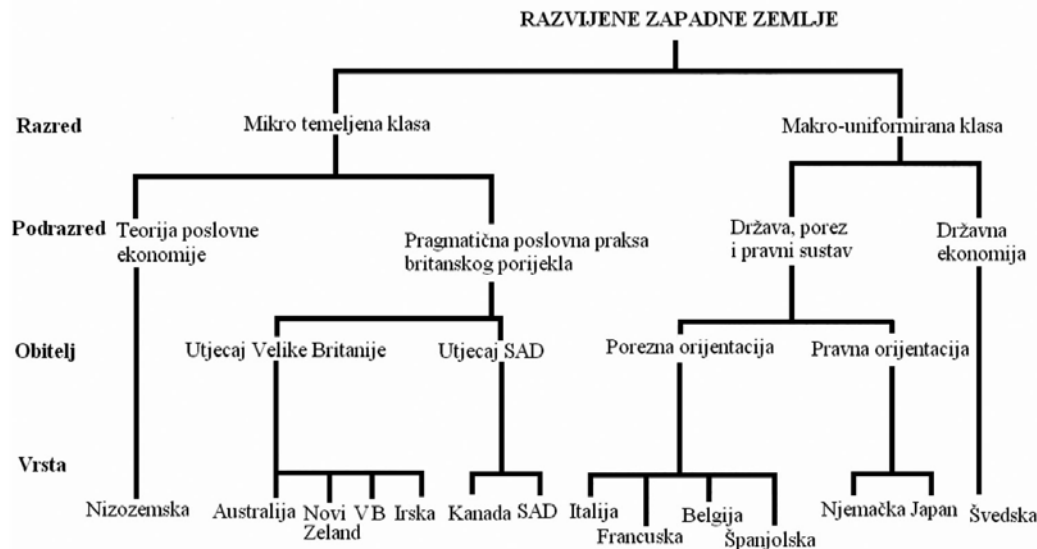 RAZVIJENE ZAPADNE ZEMLJE
Razred
Mikro temeljena klasa
Makro-uniformirana klasa
Podrazred
Teorija poslovne
ekonomije
Pragmatična poslovna praksa
britanskog porijekla
Država, porez
i pravni sustav
Državna
ekonomija
Obitelj
Utjecaj Velike Britanije
Utjecaj SAD
Porezna orijentacija
Pravna orijentacija
Vrsta
Nizozemska
Australija
Novi
Zeland
VB
Irska
Kanada
SAD
Italija
Francuska
Belgija
Španjolska
Njemačka
Japan
Švedska